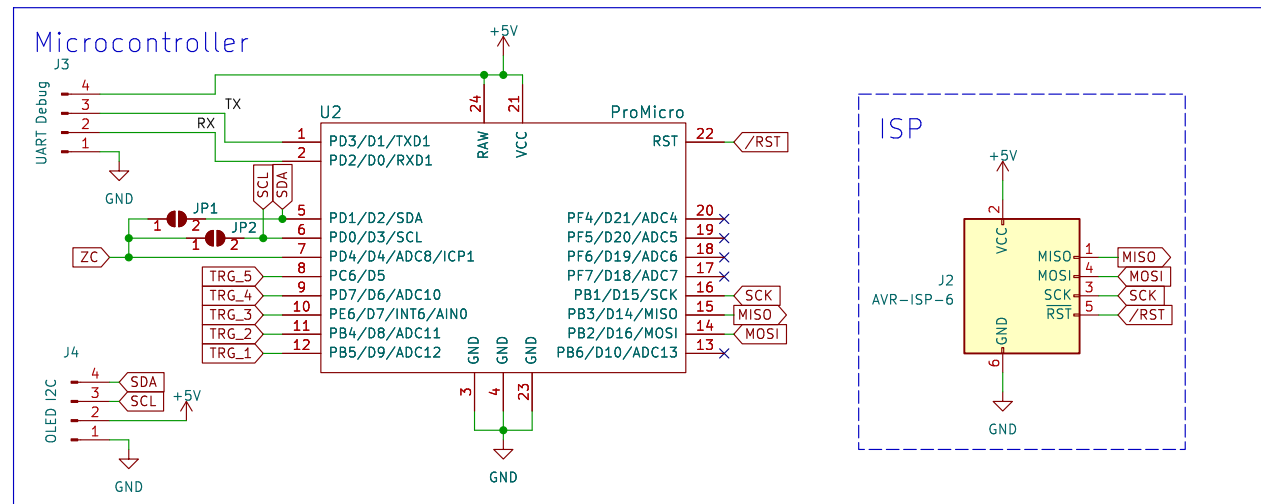 Microcontroller
J3
UART Debug
4
3
2
1
TX
RX
GND
+5V
U2
ProMicro
24
21
RAW
VCC
1
PD3/D1/TXD1
2
PD2/D0/RXD1
RST
22
/RST
SCL
SDA
JP1
1
2
JP2
1
2
ZC
5
PD1/D2/SDA
6
PD0/D3/SCL
7
PD4/D4/ADC8/ICP1
TRG_5
8
PC6/D5
TRG_4
9
PD7/D6/ADC10
TRG_3
10
PE6/D7/INT6/AIN0
TRG_2
11
PB4/D8/ADC11
TRG_1
12
PB5/D9/ADC12
PF4/D21/ADC4
20
PF5/D20/ADC5
19
PF6/D19/ADC6
18
PF7/D18/ADC7
17
PB1/D15/SCK
16
SCK
PB3/D14/MISO
15
MISO
PB2/D16/MOSI
14
MOSI
PB6/D10/ADC13
13
GND
GND
GND
3
4
23
GND
J4
OLED I2C
4
SDA
3
SCL
2
+5V
1
GND
ISP
+5V
2
VCC
J2
AVR-ISP-6
MISO
1
MISO
MOSI
4
MOSI
SCK
3
SCK
RST
5
/RST
GND
6
GND